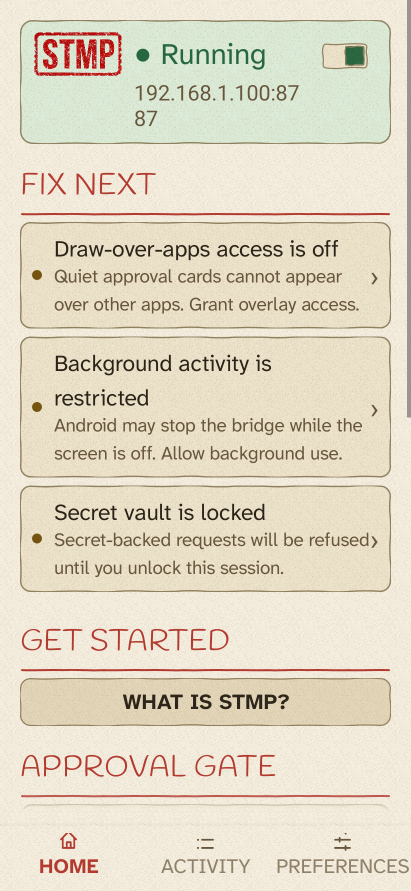 STMP
● Running
192.168.1.100:87
87
FIX NEXT
Draw-over-apps access is off
Quiet approval cards cannot appear
over other apps. Grant overlay access.
Background activity is
restricted
Android may stop the bridge while the
screen is off. Allow background use.
Secret vault is locked
Secret-backed requests will be refused
until you unlock this session.
GET STARTED
WHAT IS STMP?
APPROVAL GATE
HOME
ACTIVITY
PREFERENCES